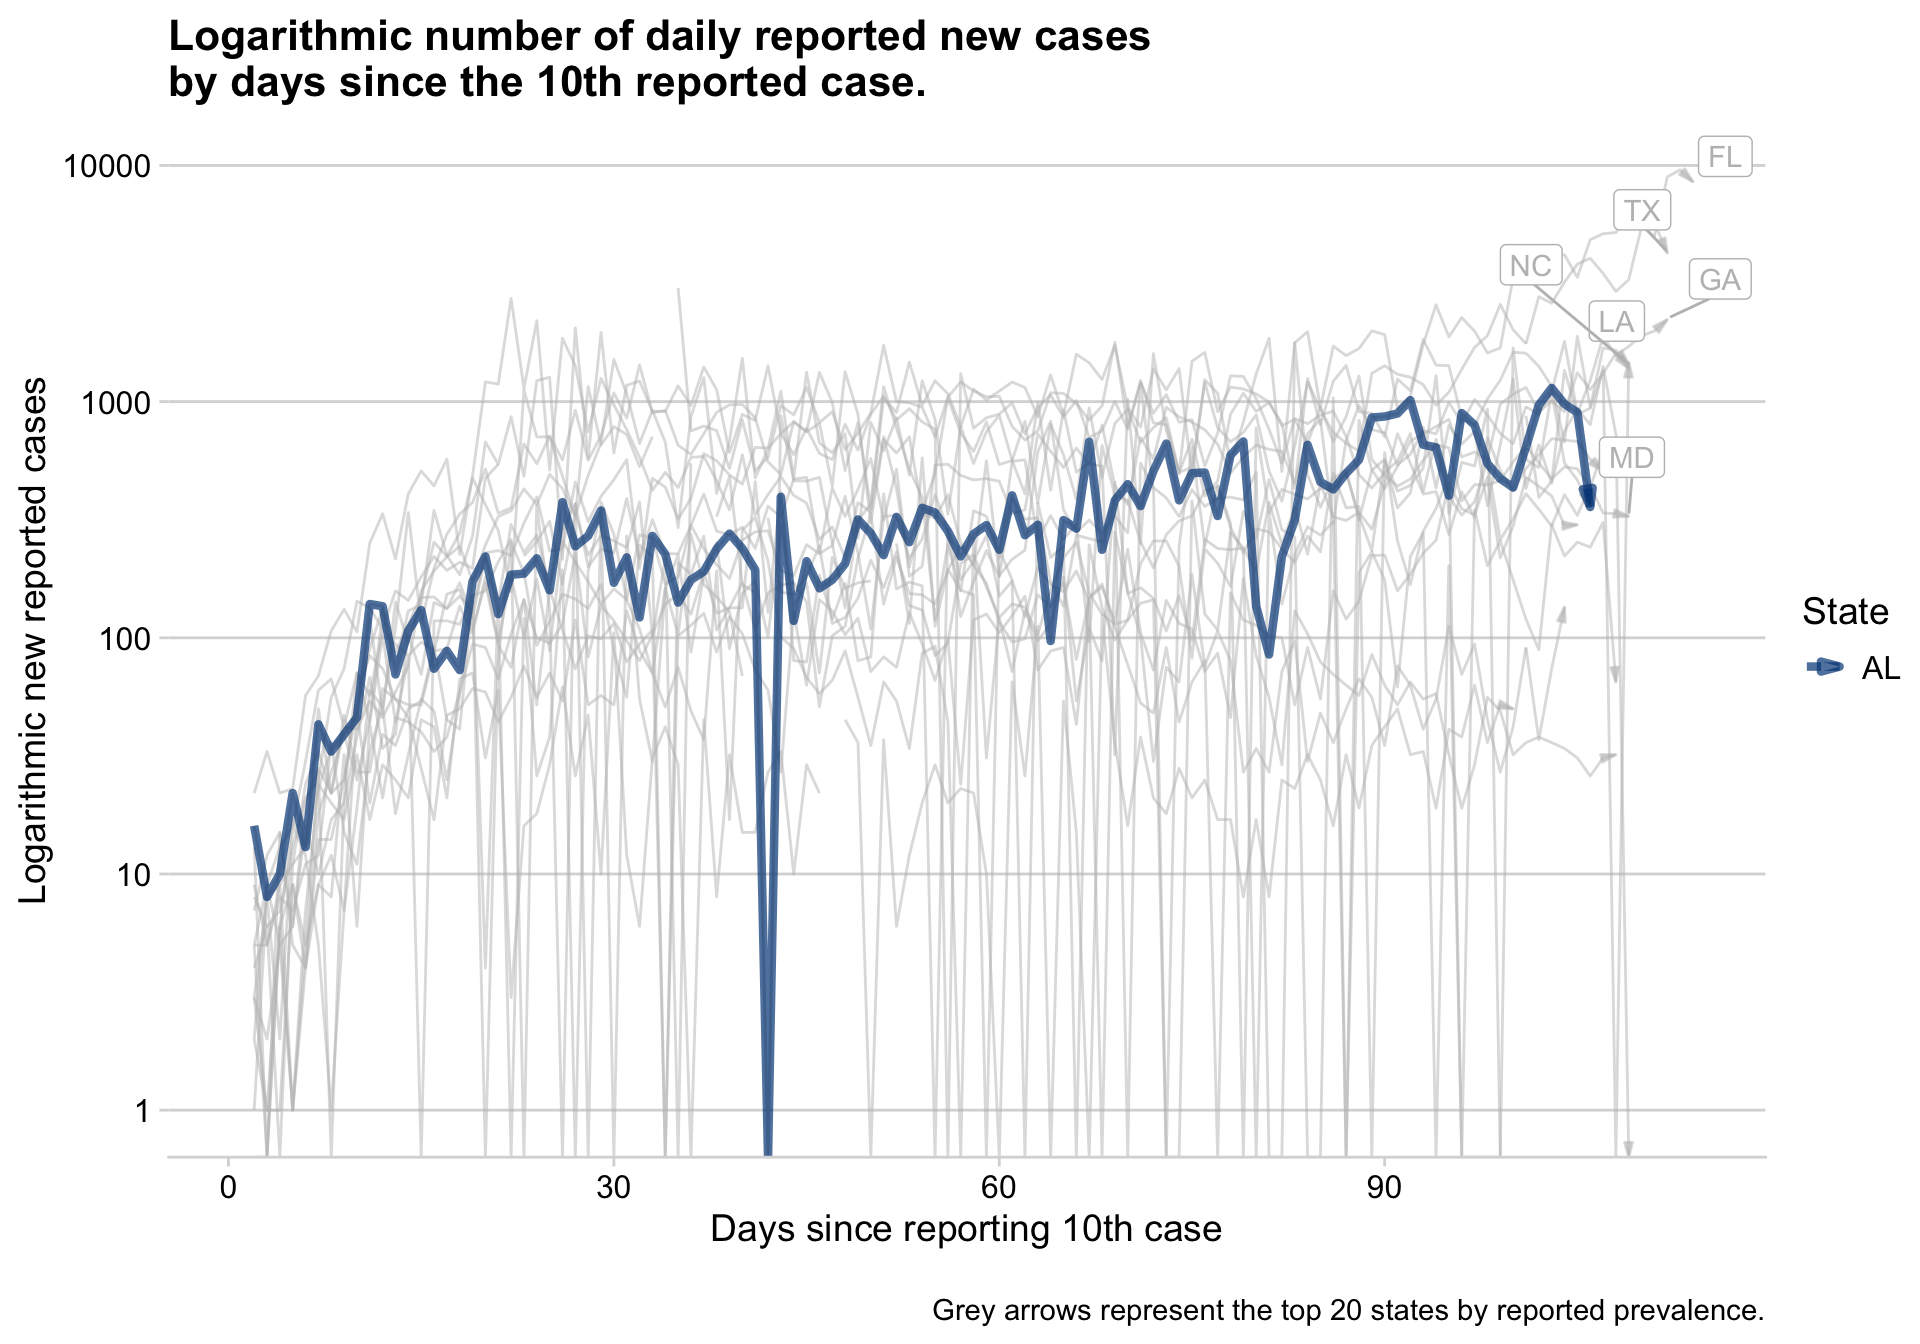 Logarithmic number of daily reported new cases
by days since the 10th reported case.
Logarithmic new reported cases
10000
1000
100
10
1
FL
TX
NC
GA
LA
MD
State
AL
0
30
60
90
Days since reporting 10th case
Grey arrows represent the top 20 states by reported prevalence.